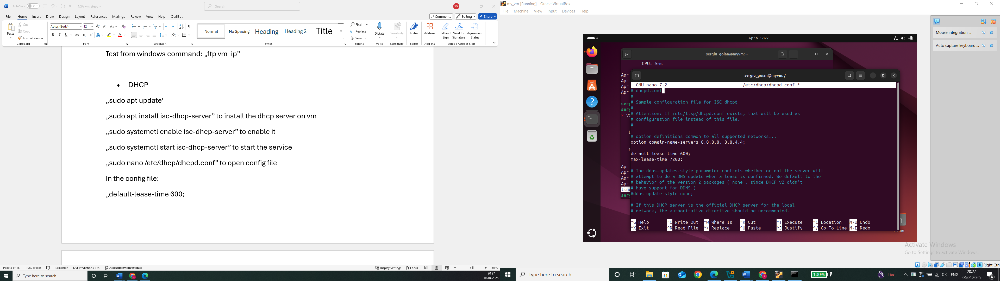 AutoSave Off NSA_vm_steps Search SG
File Home Insert Draw Design Layout References Mailings Review View Help QuillBot Comments Editing Share
Paste Cut Copy Format Painter
Aptos (Body) 12
Normal No Spacing Heading Heading 2 Title
Find Replace Select
Dictate Sensitivity Editor Add-ins Fill and Sign Send for Signature Agreement Status
Clipboard Font Paragraph Styles Editing Voice Sensitivity Editor Add-ins Adobe Acrobat Sign
Test from windows command: „ftp vm_ip”
• DHCP
„sudo apt update’
„sudo apt install isc-dhcp-server” to install the dhcp server on vm
„sudo systemctl enable isc-dhcp-server” to enable it
„sudo systemctl start isc-dhcp-server” to start the service
„sudo nano /etc/dhcp/dhcpd.conf” to open config file
In the config file:
„default-lease-time 600;
Page 8 of 16 1960 words Romanian Text Predictions: On Accessibility: Investigate Display Settings Focus 180 %
Type here to search
20:27
06.04.2025
my_vm [Running] - Oracle VirtualBox
File Machine View Input Devices Help
Mouse integration ...
Auto capture keyboard ...
Apr 6 17:27
sergiu_goian@myvm: ~
CPU: 5ms
Apr
Apr
Apr
Apr
serg
serg
× vs
Apr
Apr
Apr
Apr
line
serg
sergiu_goian@myvm: /
GNU nano 7.2 /etc/dhcp/dhcpd.conf *
# dhcpd.conf
#
# Sample configuration file for ISC dhcpd
#
# Attention: If /etc/ltsp/dhcpd.conf exists, that will be used as
# configuration file instead of this file.
#
# option definitions common to all supported networks...
option domain-name-servers 8.8.8.8, 8.8.4.4;
default-lease-time 600;
max-lease-time 7200;
# The ddns-updates-style parameter controls whether or not the server will
# attempt to do a DNS update when a lease is confirmed. We default to the
# behavior of the version 2 packages ('none', since DHCP v2 didn't
# have support for DDNS.)
#ddns-update-style none;
# If this DHCP server is the official DHCP server for the local
# network, the authoritative directive should be uncommented.
^G Help ^O Write Out ^W Where Is ^K Cut ^T Execute ^C Location M-U Undo
^X Exit ^R Read File ^\ Replace ^U Paste ^J Justify ^/ Go To Line M-E Redo
Activate Windows
Go to Settings to activate Windows.
Right Ctrl
Type here to search 100% Live ENG
20:27
06.04.2025
4